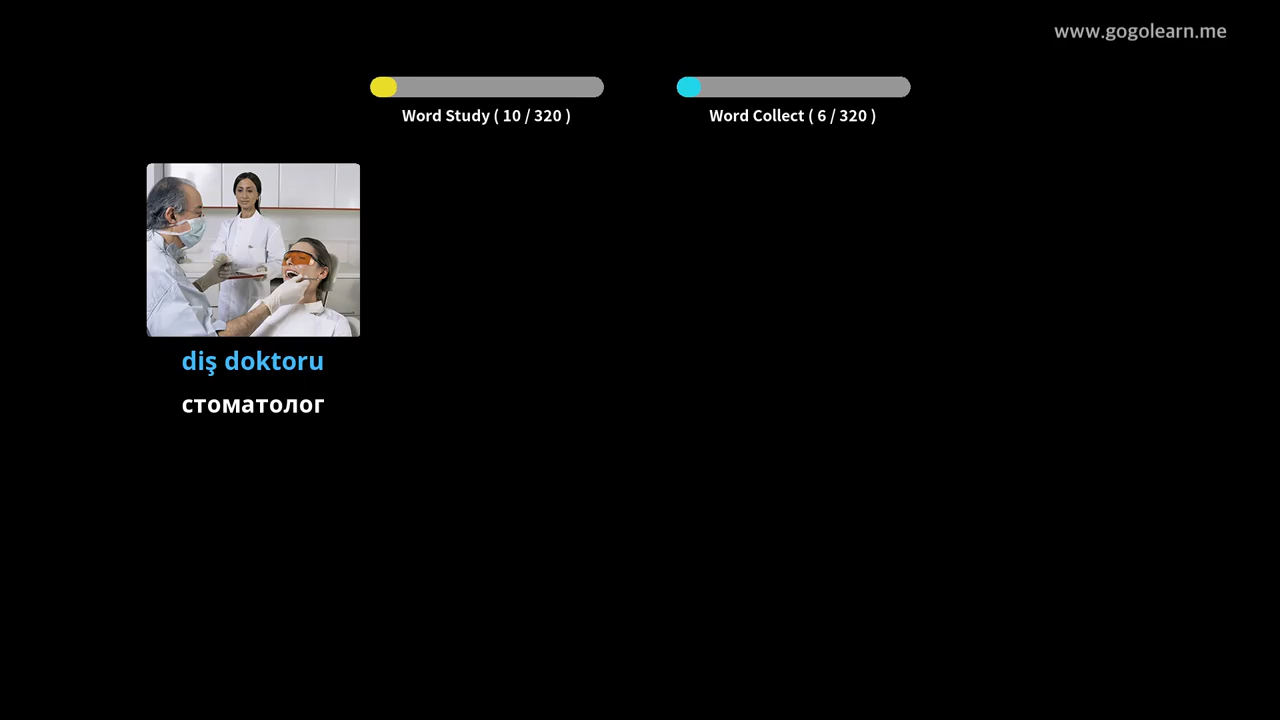 www.gogolearn.me
Word Study ( 10 / 320 )
Word Collect ( 6 / 320 )
diş doktoru
стоматолог